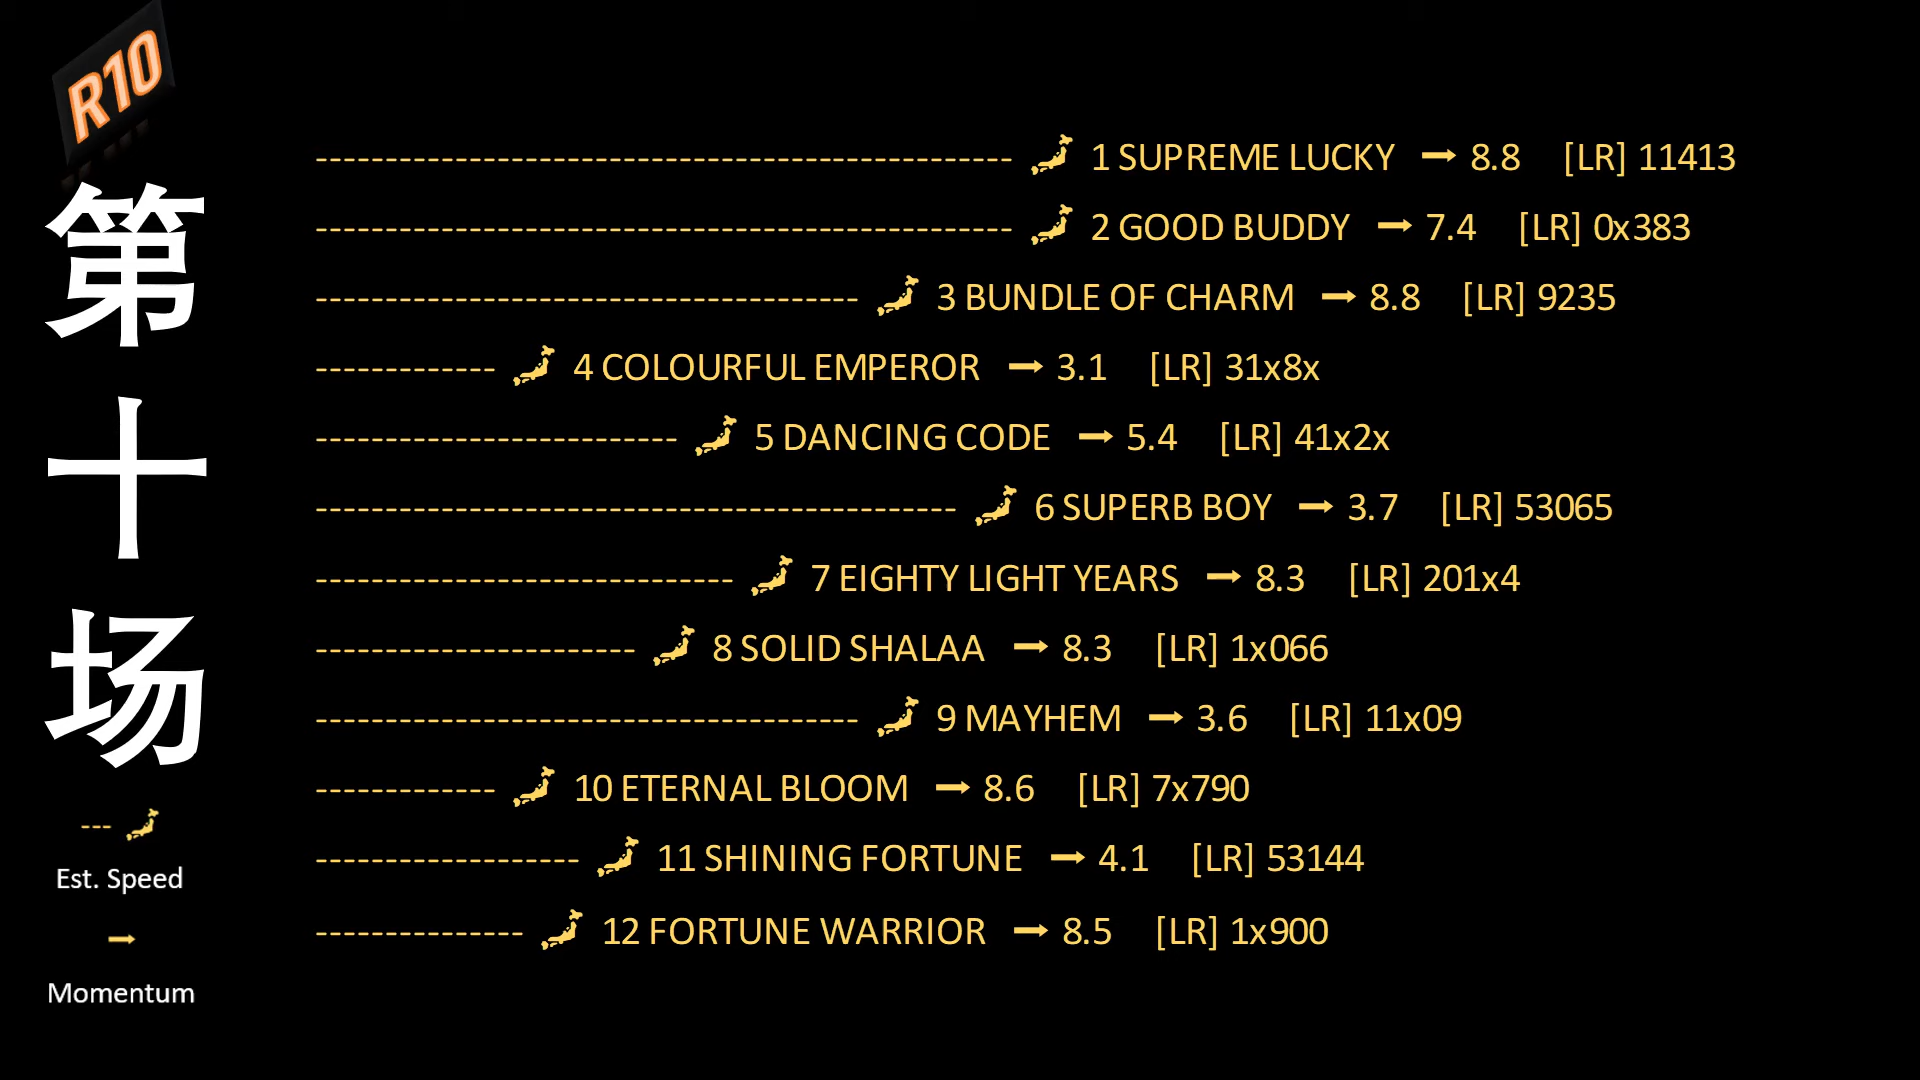 R10
第
十
场
--- 
Est. Speed
Momentum
-------------------------------------------------- 1 SUPREME LUCKY → 8.8 [LR] 11413
-------------------------------------------------- 2 GOOD BUDDY → 7.4 [LR] 0x383
--------------------------------------- 3 BUNDLE OF CHARM → 8.8 [LR] 9235
------------- 4 COLOURFUL EMPEROR → 3.1 [LR] 31x8x
-------------------------- 5 DANCING CODE → 5.4 [LR] 41x2x
---------------------------------------------- 6 SUPERB BOY → 3.7 [LR] 53065
------------------------------ 7 EIGHTY LIGHT YEARS → 8.3 [LR] 201x4
----------------------- 8 SOLID SHALAA → 8.3 [LR] 1x066
--------------------------------------- 9 MAYHEM → 3.6 [LR] 11x09
------------- 10 ETERNAL BLOOM → 8.6 [LR] 7x790
------------------- 11 SHINING FORTUNE → 4.1 [LR] 53144
--------------- 12 FORTUNE WARRIOR → 8.5 [LR] 1x900